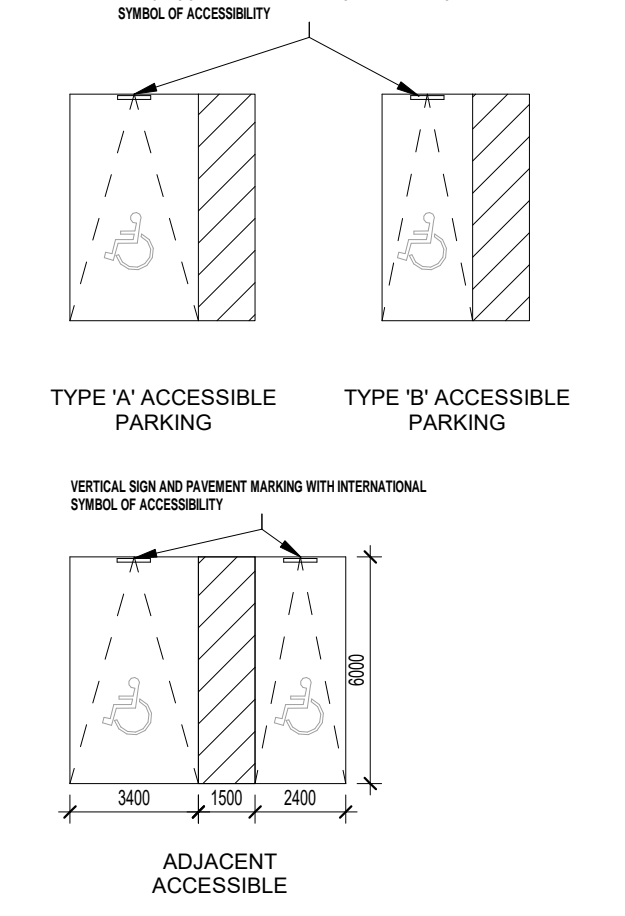 SYMBOL OF ACCESSIBILITY
TYPE 'A' ACCESSIBLE
PARKING
TYPE 'B' ACCESSIBLE
PARKING
VERTICAL SIGN AND PAVEMENT MARKING WITH INTERNATIONAL
SYMBOL OF ACCESSIBILITY
6000
3400
1500
2400
ADJACENT
ACCESSIBLE